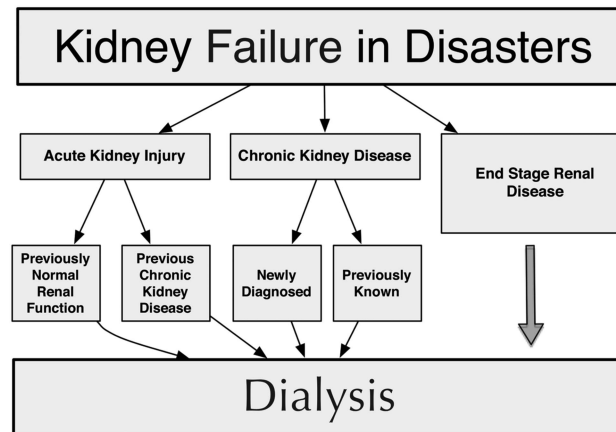 Kidney Failure in Disasters
Acute Kidney Injury
Chronic Kidney Disease
End Stage Renal
Disease
Previously
Normal
Renal
Function
Previous
Chronic
Kidney
Disease
Newly
Diagnosed
Previously
Known
Dialysis